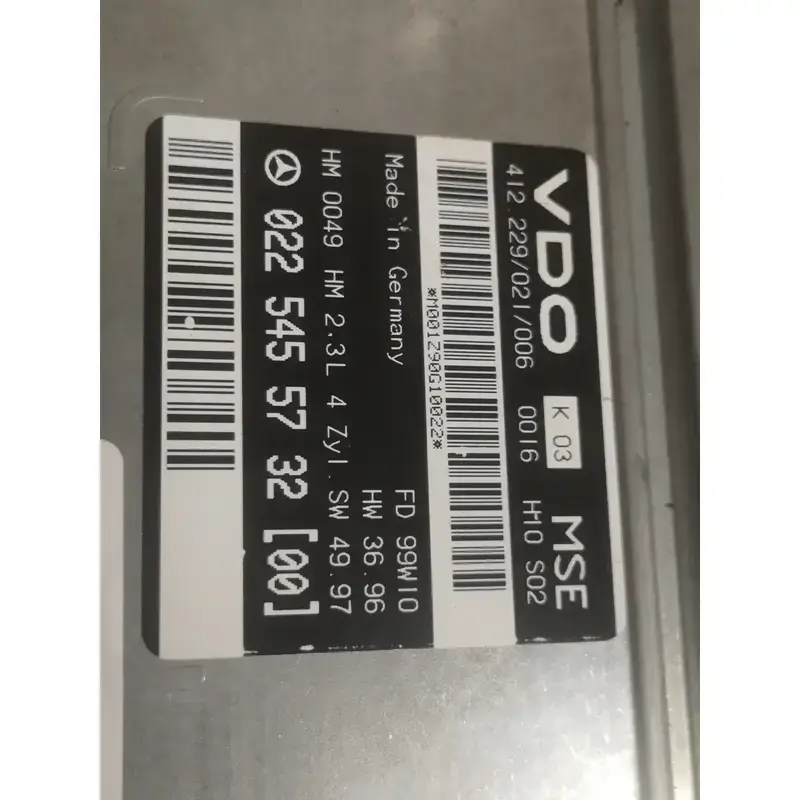 VDO K 03 MSE
412.229/021/006 0016 H10 S02
*M001Z90G10022*
Made in Germany FD 99W10
HW 36.96
HM 0049 HM 2.3L 4 Zyl. SW 49.97
022 545 57 32 [00]